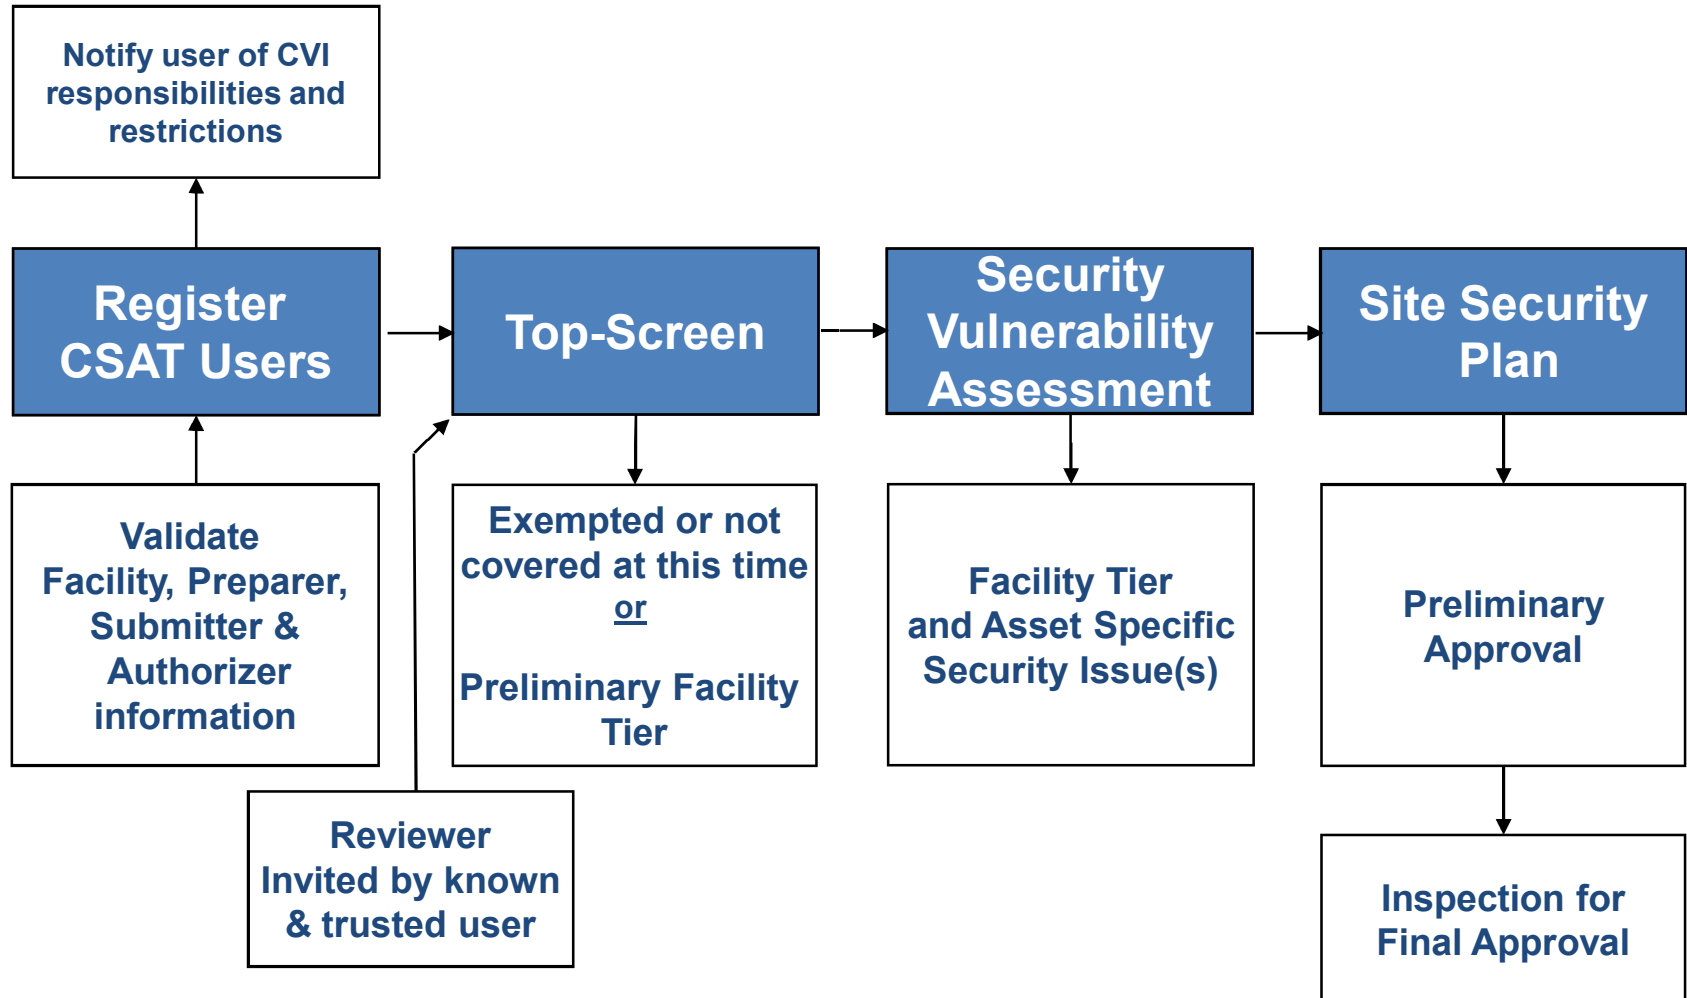 Notify user of CVI
responsibilities and
restrictions
Register
CSAT Users
Top-Screen
Security
Vulnerability
Assessment
Site Security
Plan
Validate
Facility, Preparer,
Submitter &
Authorizer
information
Exempted or not
covered at this time
or
Preliminary Facility
Tier
Facility Tier
and Asset Specific
Security Issue(s)
Preliminary
Approval
Reviewer
Invited by known
& trusted user
Inspection for
Final Approval